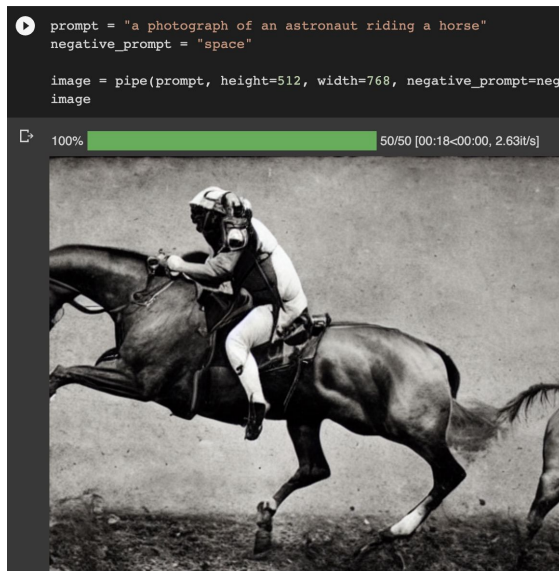 prompt = "a photograph of an astronaut riding a horse"
negative_prompt = "space"
image = pipe(prompt, height=512, width=768, negative_prompt=neg
image
100% 50/50 [00:18<00:00, 2.63it/s]